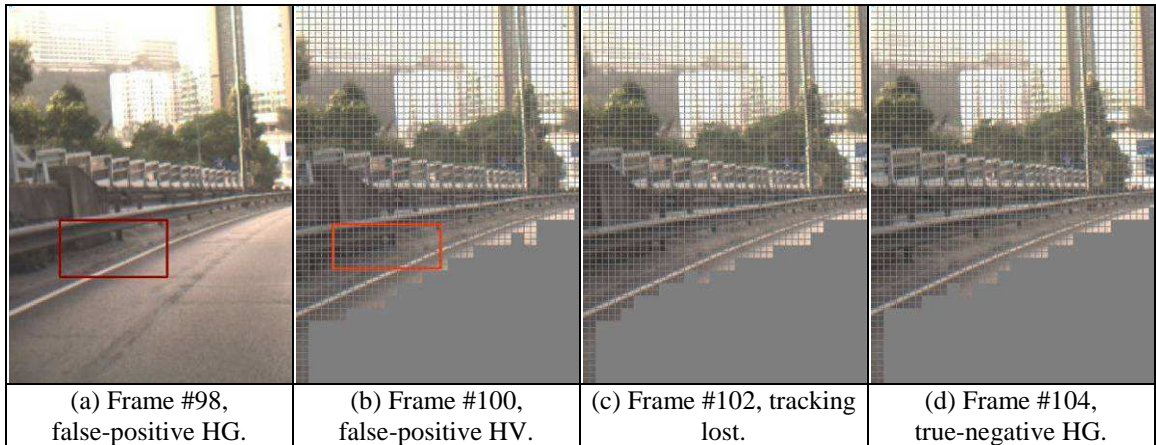 (a) Frame #98,
false-positive HG.
(b) Frame #100,
false-positive HV.
(c) Frame #102, tracking
lost.
(d) Frame #104,
true-negative HG.